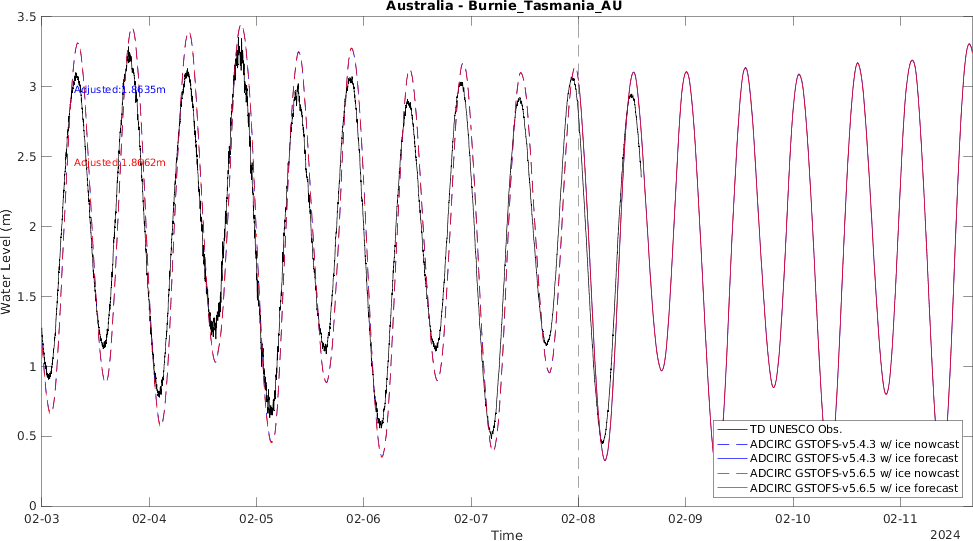 Australia - Burnie_Tasmania_AU
3.5
3
2.5
2
1.5
1
0.5
0
Water Level (m)
Adjusted:1.8635m
Adjusted:1.8662m
TD UNESCO Obs.
ADCIRC GSTOFS-v5.4.3 w/ ice nowcast
ADCIRC GSTOFS-v5.4.3 w/ ice forecast
ADCIRC GSTOFS-v5.6.5 w/ ice nowcast
ADCIRC GSTOFS-v5.6.5 w/ ice forecast
02-03 02-04 02-05 02-06 02-07 02-08 02-09 02-10 02-11
Time
2024